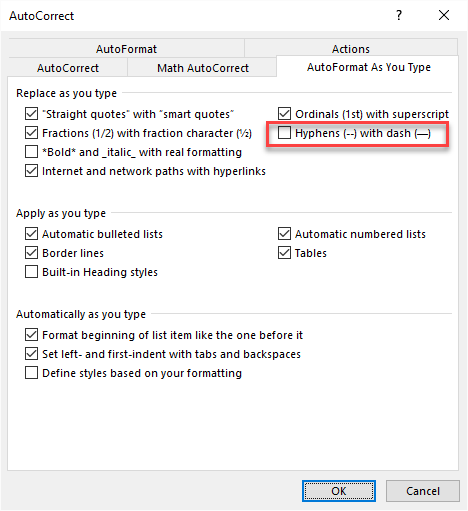 AutoCorrect
?
AutoFormat Actions
AutoCorrect Math AutoCorrect AutoFormat As You Type
Replace as you type
"Straight quotes" with “smart quotes”
Ordinals (1st) with superscript
Fractions (1/2) with fraction character (½)
Hyphens (--) with dash (—)
*Bold* and _italic_ with real formatting
Internet and network paths with hyperlinks
Apply as you type
Automatic bulleted lists
Automatic numbered lists
Border lines
Tables
Built-in Heading styles
Automatically as you type
Format beginning of list item like the one before it
Set left- and first-indent with tabs and backspaces
Define styles based on your formatting
OK Cancel